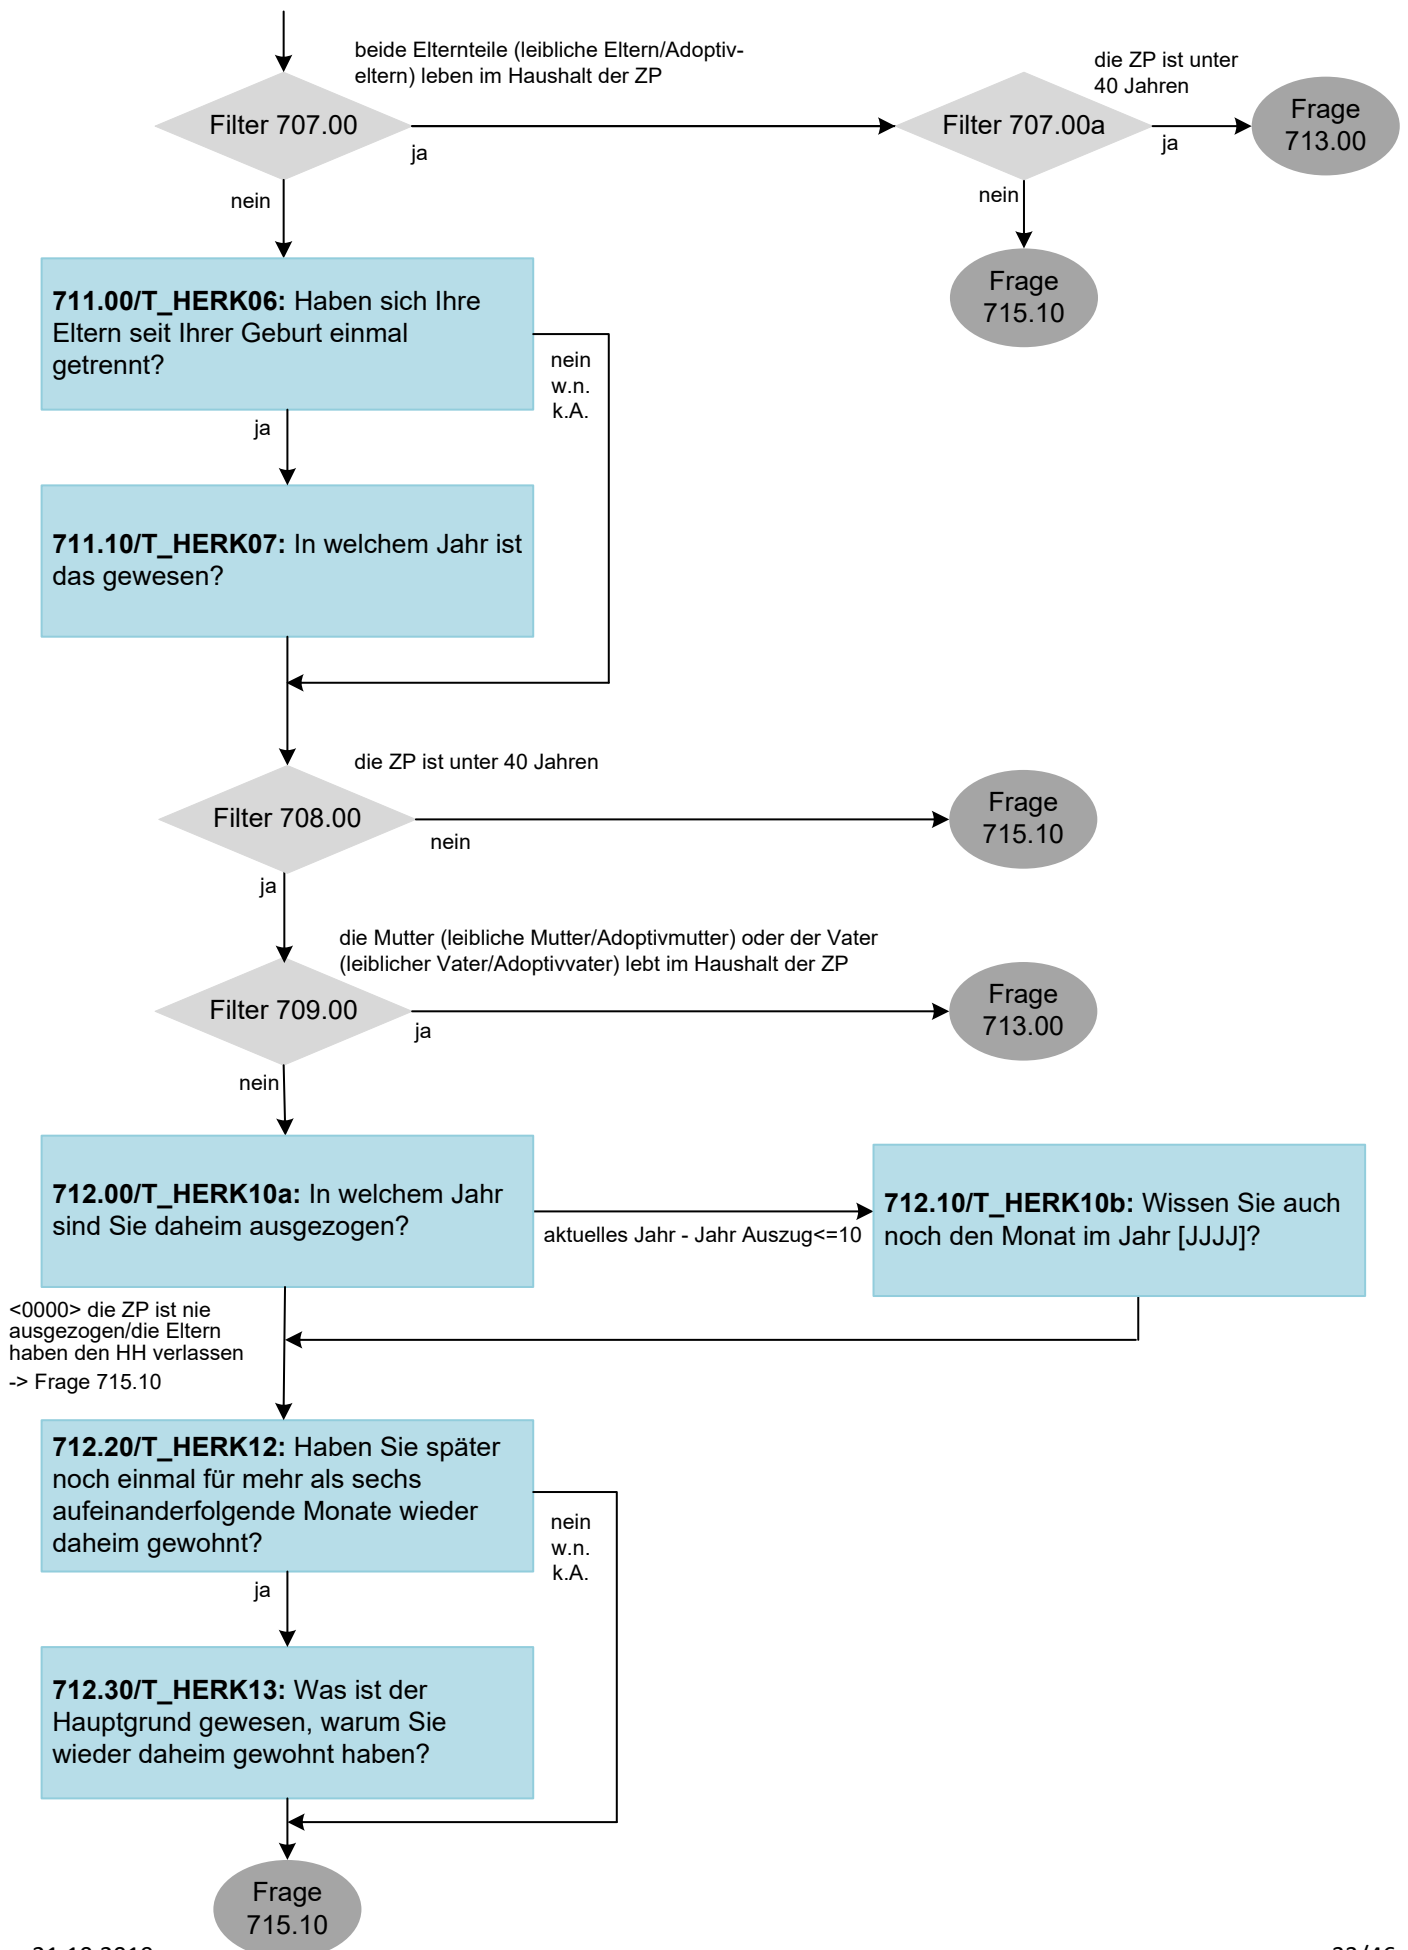 beide Elternteile (leibliche Eltern/Adoptiv-
eltern) leben im Haushalt der ZP
die ZP ist unter
40 Jahren
Filter 707.00
ja
Filter 707.00a
ja
Frage
713.00
nein
nein
Frage
715.10
711.00/T_HERK06: Haben sich Ihre
Eltern seit Ihrer Geburt einmal
getrennt?
nein
w.n.
k.A.
ja
711.10/T_HERK07: In welchem Jahr ist
das gewesen?
die ZP ist unter 40 Jahren
Filter 708.00
nein
Frage
715.10
ja
die Mutter (leibliche Mutter/Adoptivmutter) oder der Vater
(leiblicher Vater/Adoptivvater) lebt im Haushalt der ZP
Filter 709.00
ja
Frage
713.00
nein
712.00/T_HERK10a: In welchem Jahr
sind Sie daheim ausgezogen?
aktuelles Jahr - Jahr Auszug<=10
712.10/T_HERK10b: Wissen Sie auch
noch den Monat im Jahr [JJJJ]?
<0000> die ZP ist nie
ausgezogen/die Eltern
haben den HH verlassen
-> Frage 715.10
712.20/T_HERK12: Haben Sie später
noch einmal für mehr als sechs
aufeinanderfolgende Monate wieder
daheim gewohnt?
nein
w.n.
k.A.
ja
712.30/T_HERK13: Was ist der
Hauptgrund gewesen, warum Sie
wieder daheim gewohnt haben?
Frage
715.10